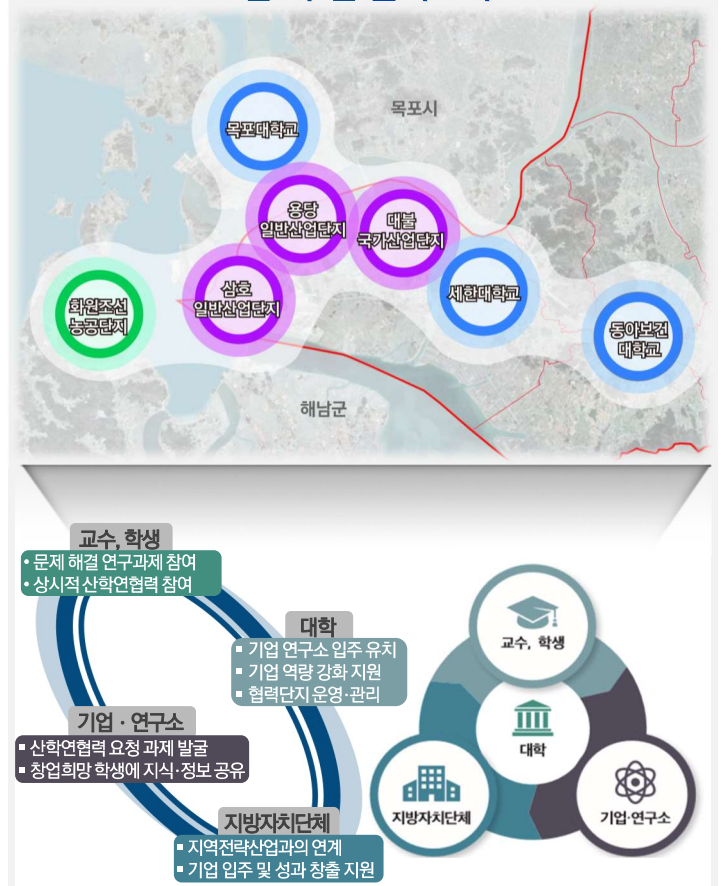 목포시
목포대학교
용당
일반산업단지
대불
국가산업단지
삼호
일반산업단지
세한대학교
화원조선
농공단지
동아보건
대학교
해남군
교수, 학생
• 문제 해결 연구과제 참여
• 상시적 산학연협력 참여
대학
▪ 기업 연구소 입주 유치
▪ 기업 역량 강화 지원
▪ 협력단지 운영·관리
기업 · 연구소
▪ 산학연협력 요청 과제 발굴
▪ 창업희망 학생에 지식·정보 공유
지방자치단체
▪ 지역전략산업과의 연계
▪ 기업 입주 및 성과 창출 지원
교수, 학생
대학
지방자치단체
기업·연구소